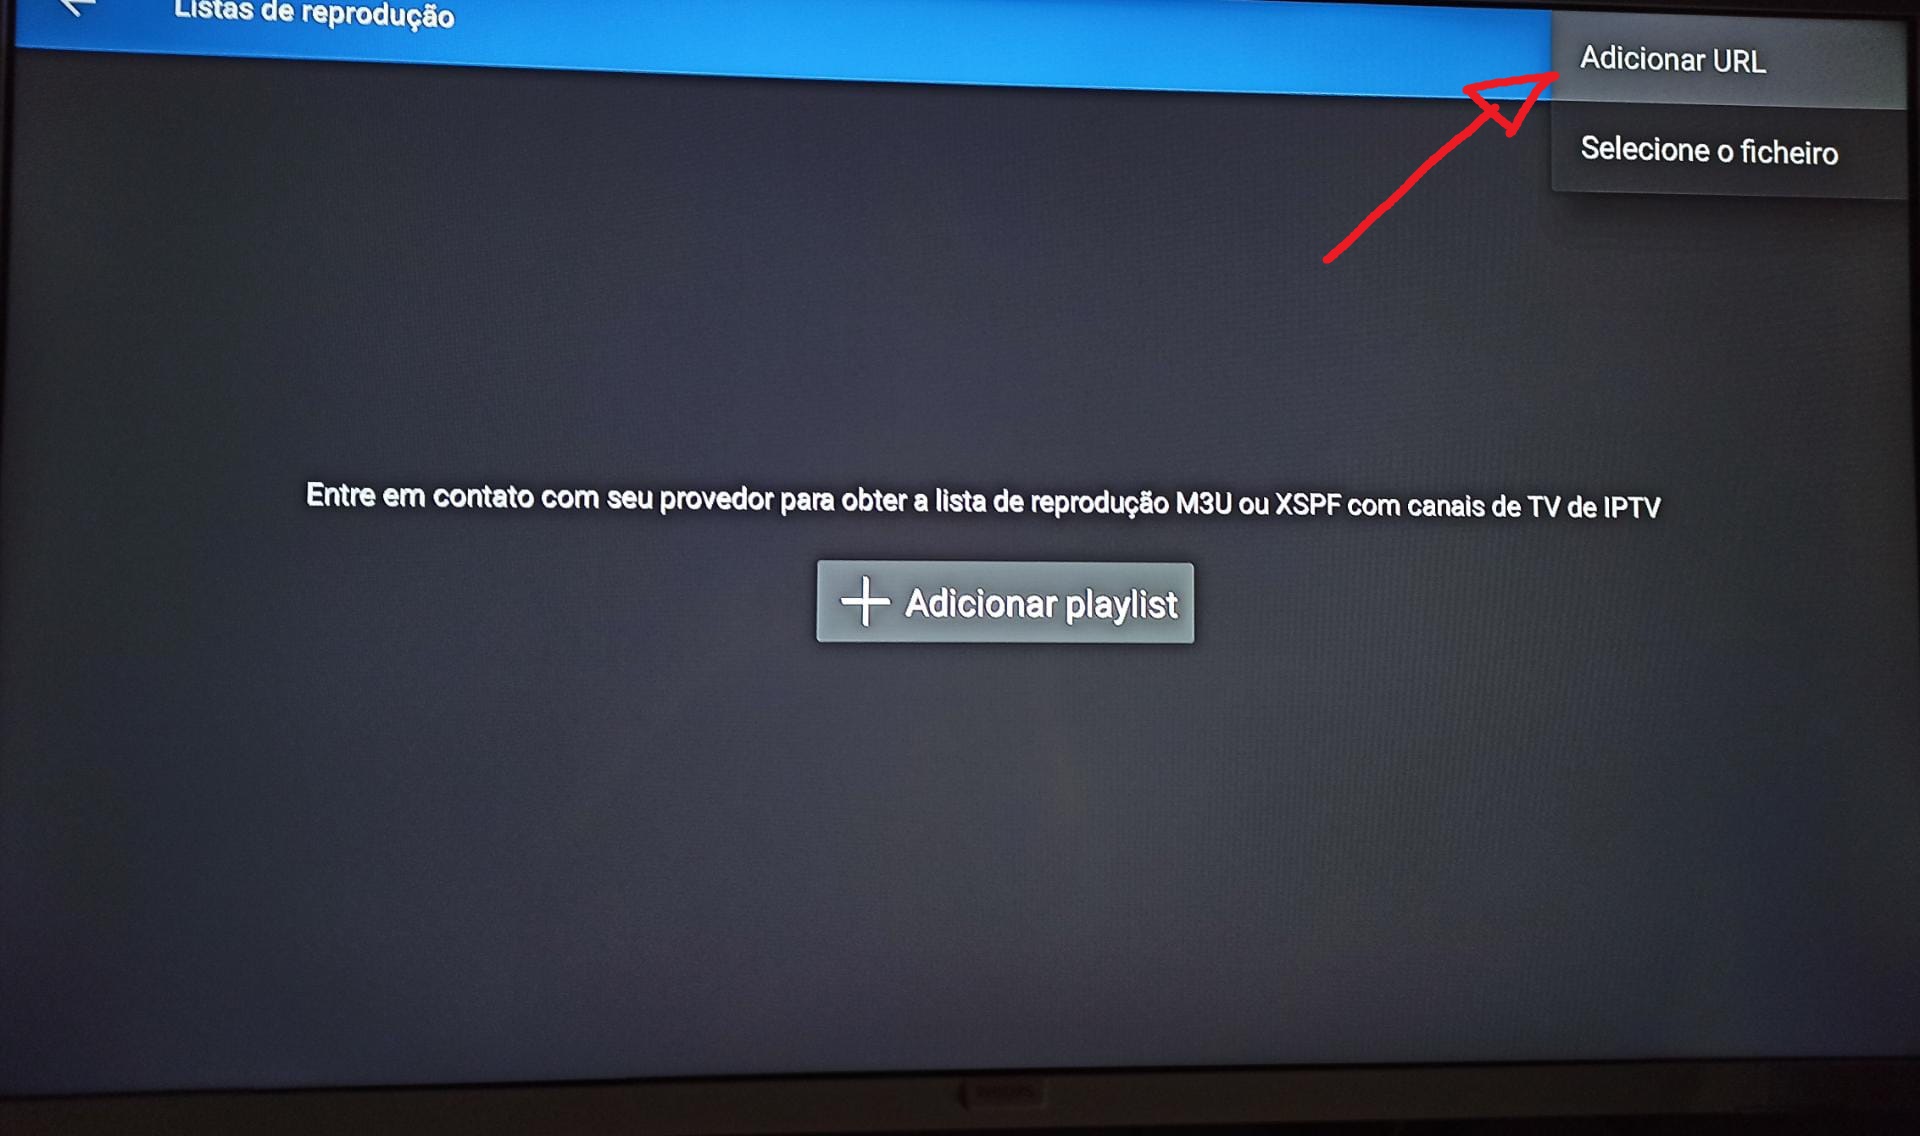 Listas de reprodução
Adicionar URL
Selecione o ficheiro
Entre em contato com seu provedor para obter a lista de reprodução M3U ou XSPF com canais de TV de IPTV
Adicionar playlist